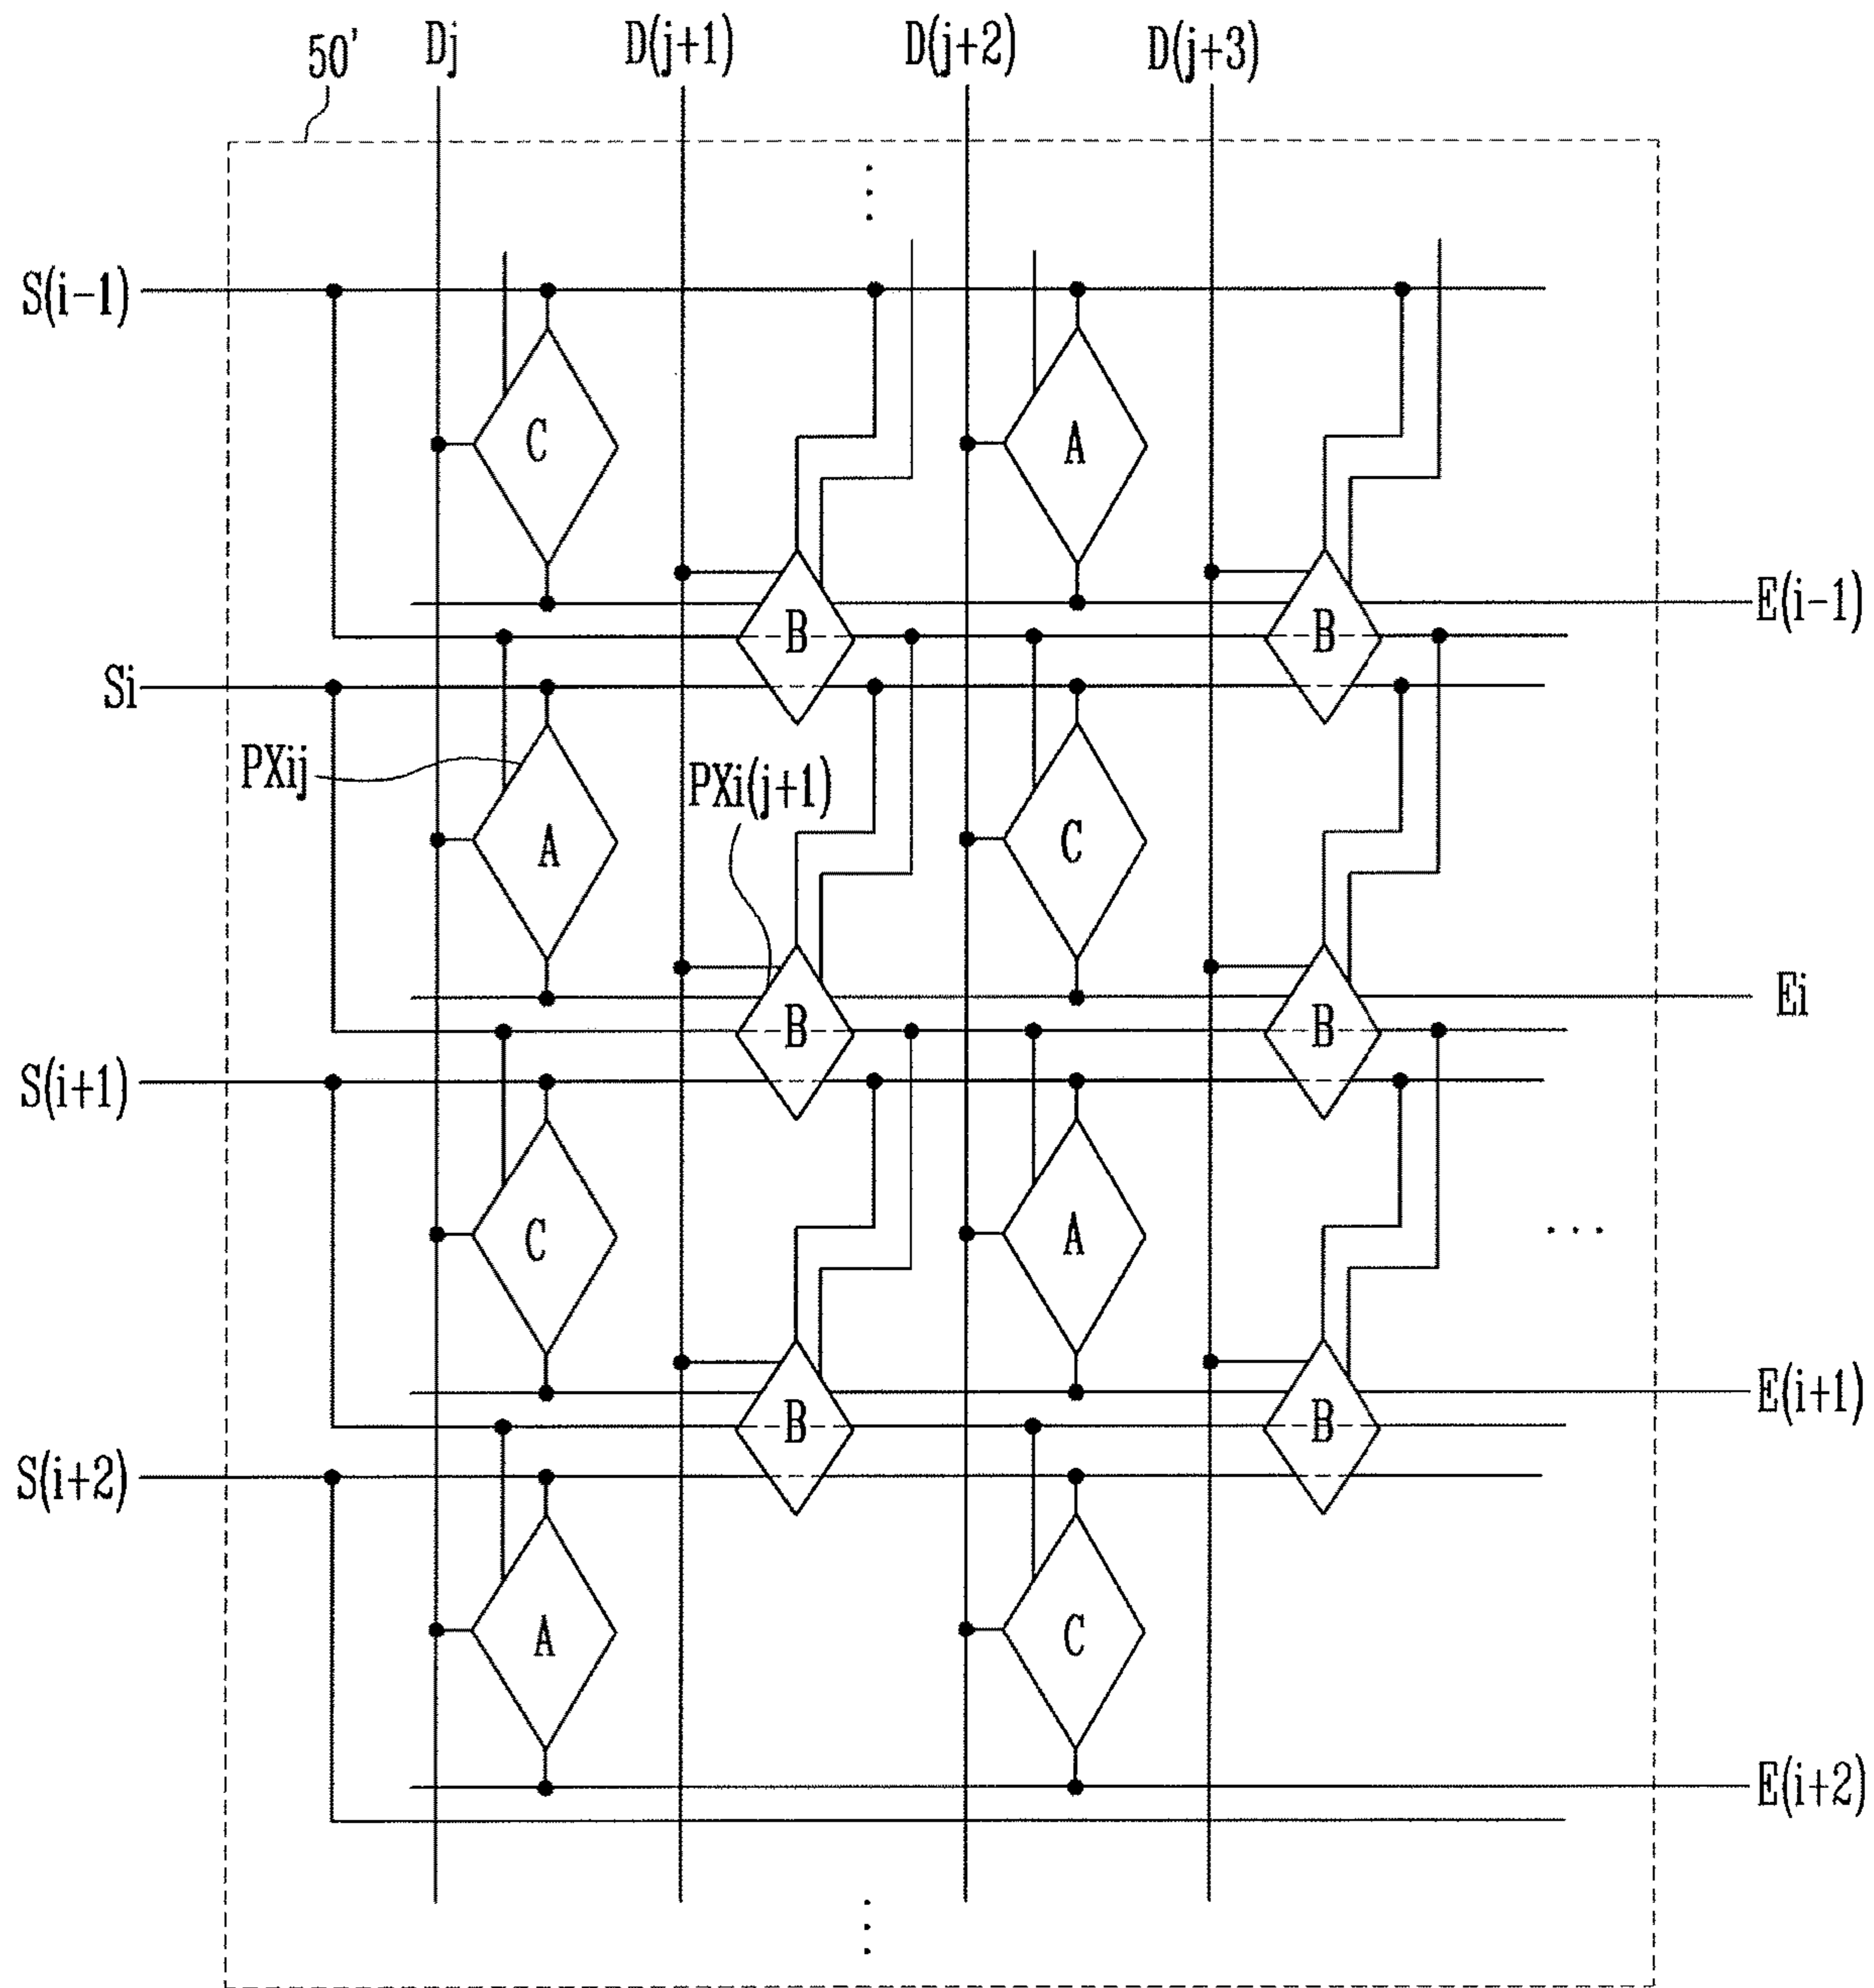 50' Dj D(j+1) D(j+2) D(j+3)
S(i-1)
C A
B B E(i-1)
Si
PXij PXi(j+1)
A C
B B Ei
S(i+1)
C A
...
B B E(i+1)
S(i+2)
A C
E(i+2)